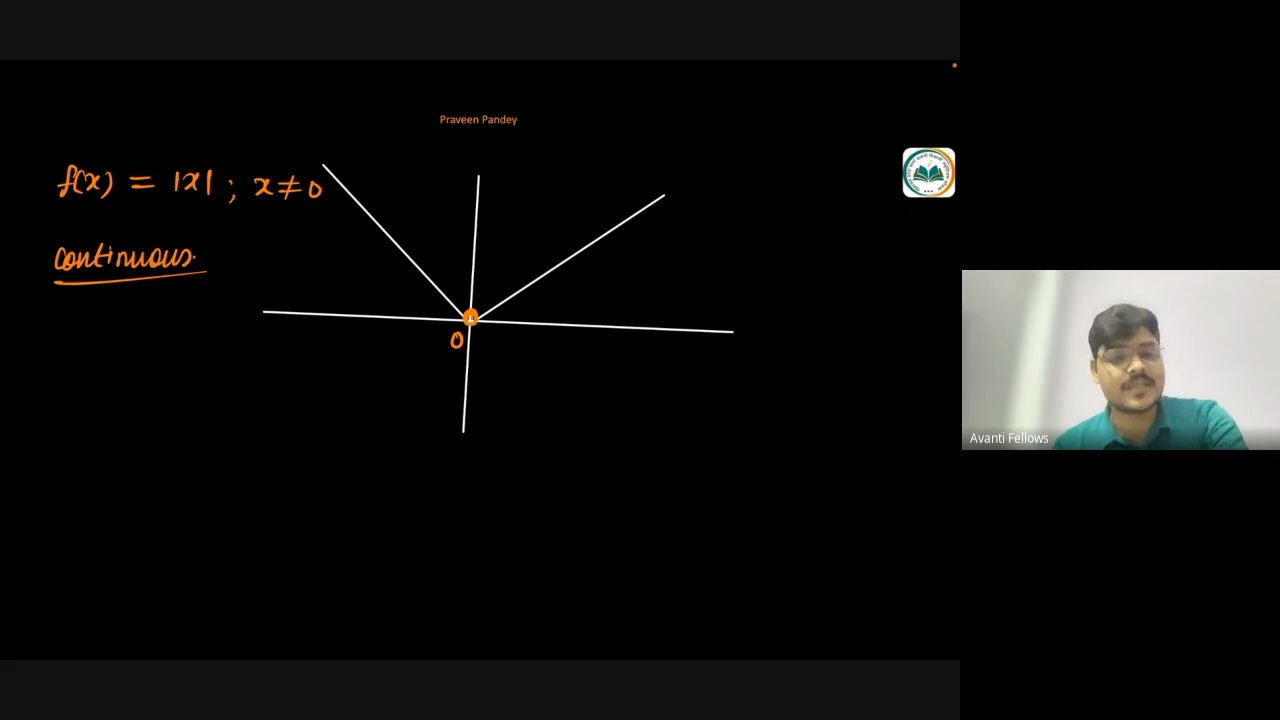 Praveen Pandey
f(x) = |x| ; x ≠ 0
continuous.
0
Avanti Fellows